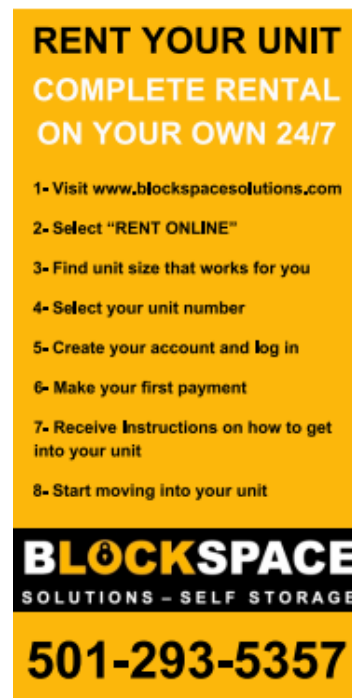 RENT YOUR UNIT
COMPLETE RENTAL
ON YOUR OWN 24/7
1- Visit www.blockspacesolutions.com
2- Select “RENT ONLINE”
3- Find unit size that works for you
4- Select your unit number
5- Create your account and log in
6- Make your first payment
7- Receive Instructions on how to get
into your unit
8- Start moving into your unit
BLOCKSPACE
SOLUTIONS – SELF STORAGE
501-293-5357